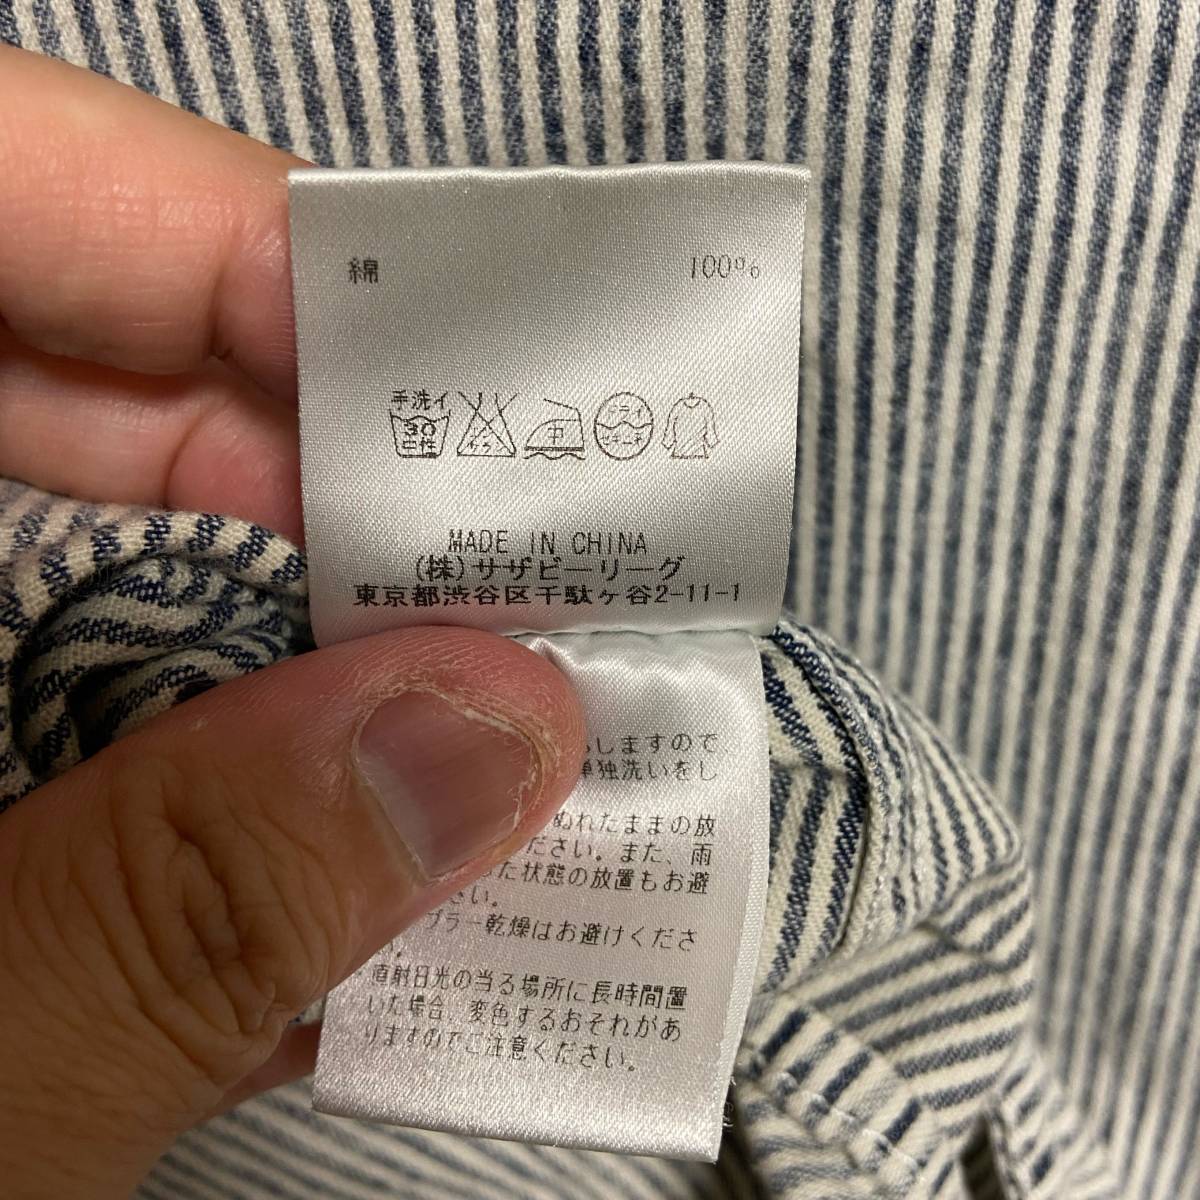 綿 100%
手洗イ
30
中性
中
ドライ
MADE IN CHINA
(株)サザビーリーグ
東京都渋谷区千駄ヶ谷2-11-1
しますので
単独洗いをし
ぬれたままの放
ださい。また、雨
った状態の放置もお避
さい。
ブラー乾燥はお避けくださ
い。
直射日光の当る場所に長時間置
いた場合、変色するおそれがあ
りますのでご注意ください。